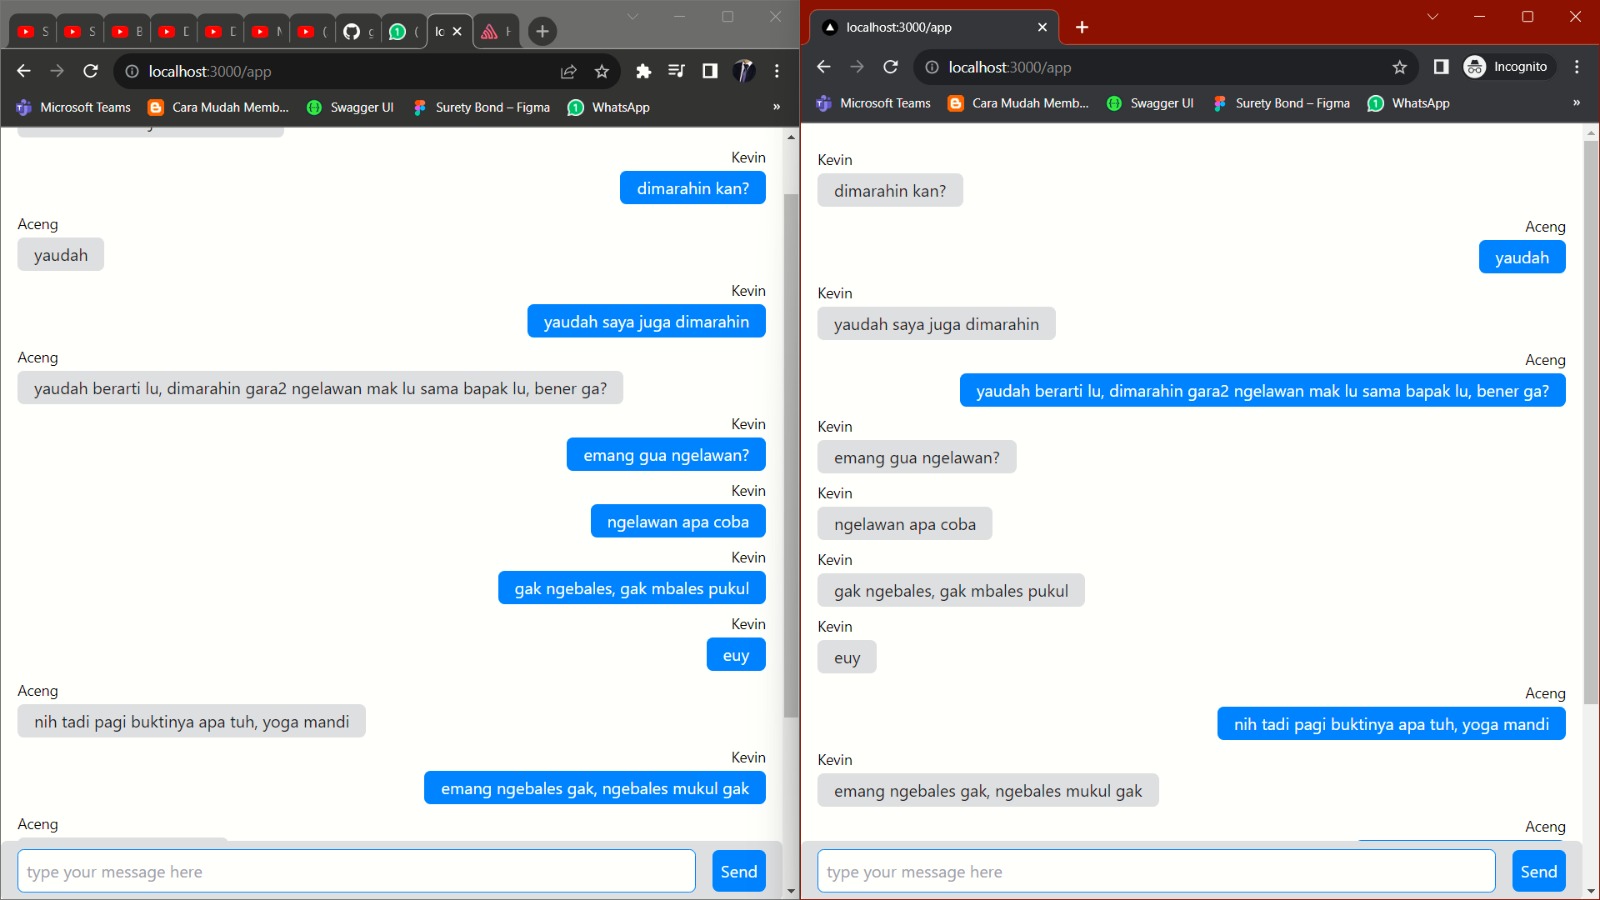 S
S
E
C
C
N
(
g
(
lo
H
localhost:3000/app
Microsoft Teams
Cara Mudah Memb...
Swagger UI
Surety Bond – Figma
WhatsApp
»
Kevin
dimarahin kan?
Aceng
yaudah
Kevin
yaudah saya juga dimarahin
Aceng
yaudah berarti lu, dimarahin gara2 ngelawan mak lu sama bapak lu, bener ga?
Kevin
emang gua ngelawan?
Kevin
ngelawan apa coba
Kevin
gak ngebales, gak mbales pukul
Kevin
euy
Aceng
nih tadi pagi buktinya apa tuh, yoga mandi
Kevin
emang ngebales gak, ngebales mukul gak
Aceng
type your message here
Send
localhost:3000/app
localhost:3000/app
Incognito
Microsoft Teams
Cara Mudah Memb...
Swagger UI
Surety Bond – Figma
WhatsApp
»
Kevin
dimarahin kan?
Aceng
yaudah
Kevin
yaudah saya juga dimarahin
Aceng
yaudah berarti lu, dimarahin gara2 ngelawan mak lu sama bapak lu, bener ga?
Kevin
emang gua ngelawan?
Kevin
ngelawan apa coba
Kevin
gak ngebales, gak mbales pukul
Kevin
euy
Aceng
nih tadi pagi buktinya apa tuh, yoga mandi
Kevin
emang ngebales gak, ngebales mukul gak
Aceng
type your message here
Send